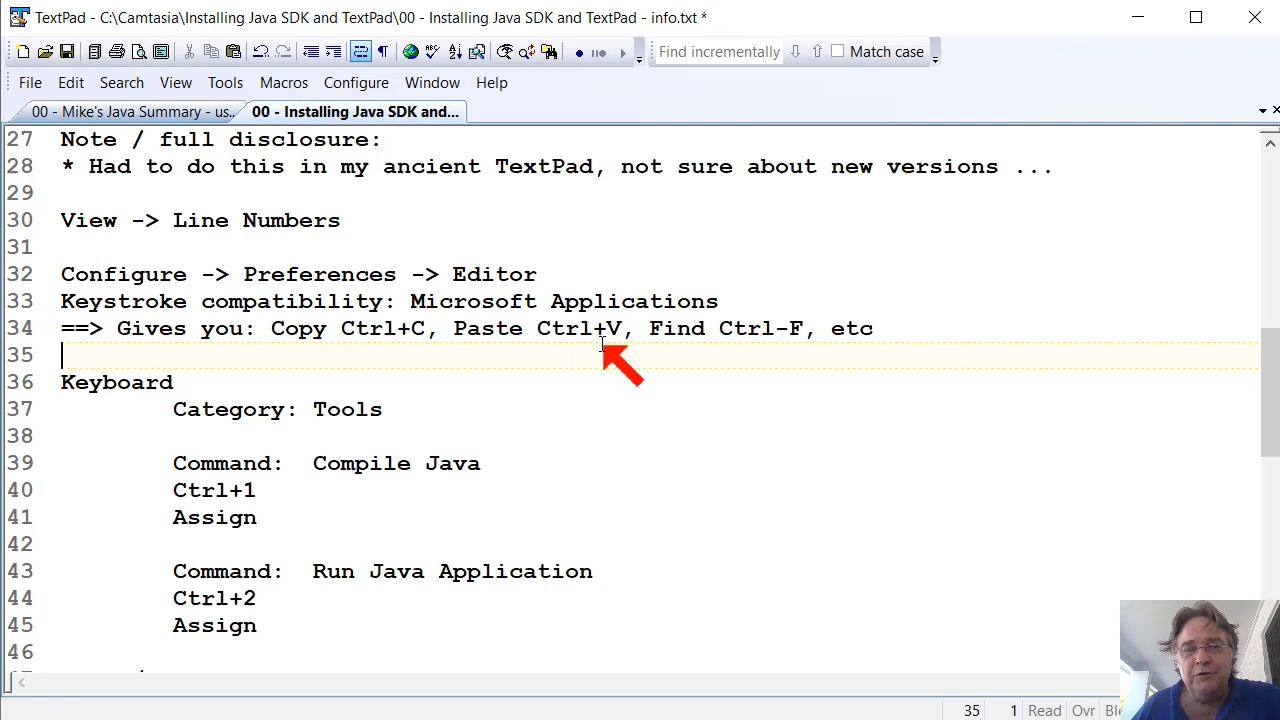 TextPad - C:\Camtasia\Installing Java SDK and TextPad\00 - Installing Java SDK and TextPad - info.txt *
Find incrementally
Match case
File Edit Search View Tools Macros Configure Window Help
00 - Mike's Java Summary - us... 00 - Installing Java SDK and...
27 Note / full disclosure:
28 * Had to do this in my ancient TextPad, not sure about new versions ...
29
30 View -> Line Numbers
31
32 Configure -> Preferences -> Editor
33 Keystroke compatibility: Microsoft Applications
34 ==> Gives you: Copy Ctrl+C, Paste Ctrl+V, Find Ctrl-F, etc
35
36 Keyboard
37 Category: Tools
38
39 Command: Compile Java
40 Ctrl+1
41 Assign
42
43 Command: Run Java Application
44 Ctrl+2
45 Assign
46
35 1 Read Ovr